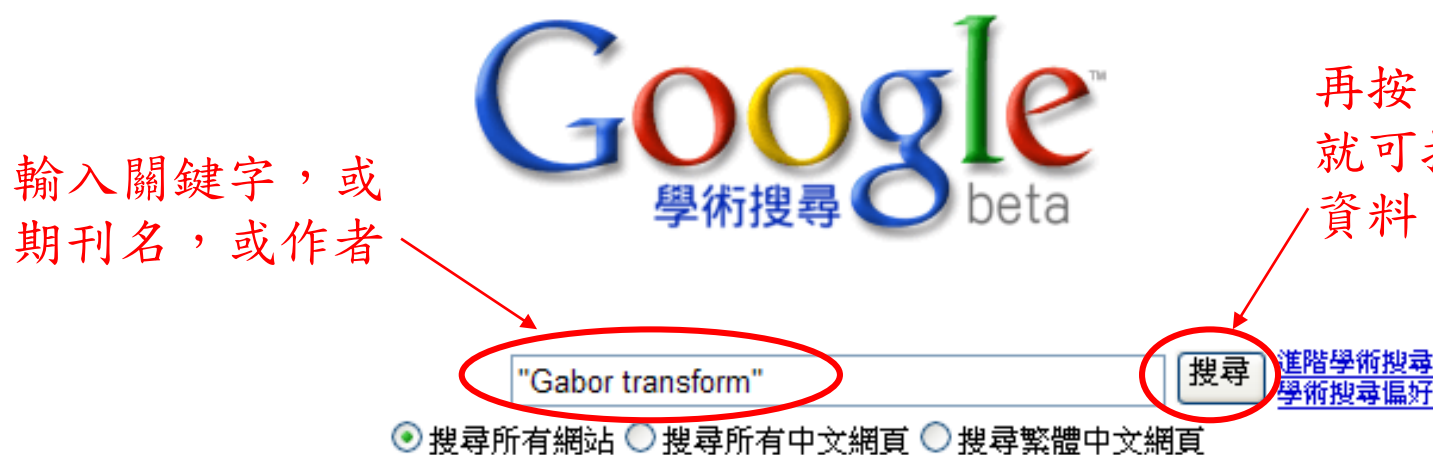 Google™
學術搜尋 beta
輸入關鍵字,或
期刊名,或作者
再按
就可
資料
"Gabor transform"
搜尋
進階學術搜尋
學術搜尋偏好
搜尋所有網站 搜尋所有中文網頁 搜尋繁體中文網頁